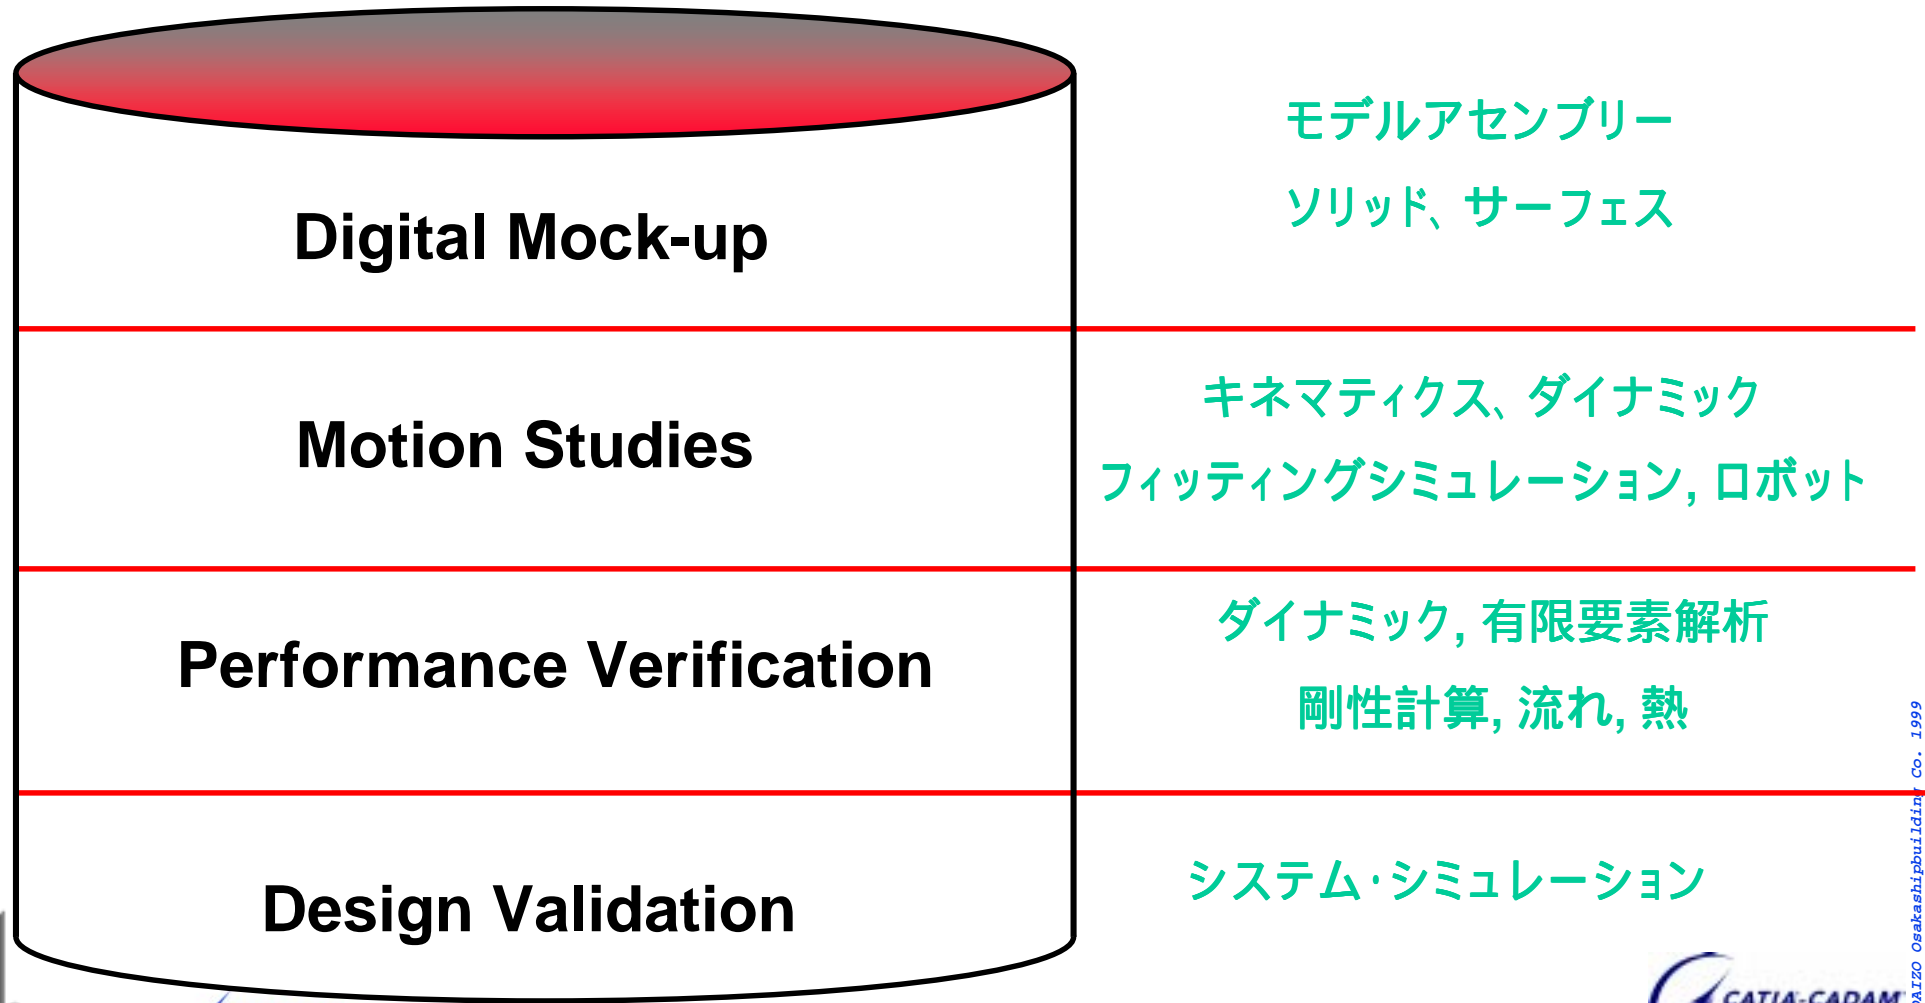 モデルアセンブリー
ソリッド、サーフェス
Digital Mock-up
キネマティクス、ダイナミック
Motion Studies
フィッティングシミュレーション, ロボット
ダイナミック, 有限要素解析
Performance Verification
剛性計算, 流れ, 熱
システム・シミュレーション
Design Validation
DAIZO Osakashipbuilding Co. 1999
CATIA-CADAM